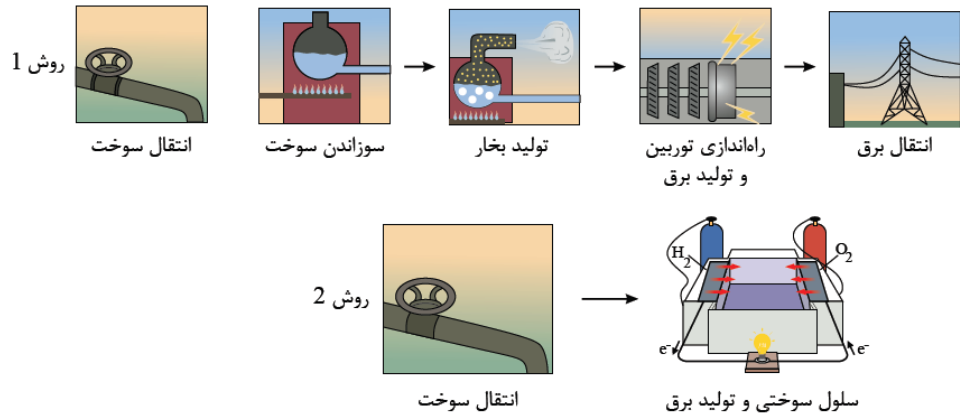 روش 1
انتقال سوخت
سوزاندن سوخت
تولید بخار
راه‌اندازی توربین
و تولید برق
انتقال برق
روش 2
انتقال سوخت
H2
O2
e-
e-
سلول سوختی و تولید برق